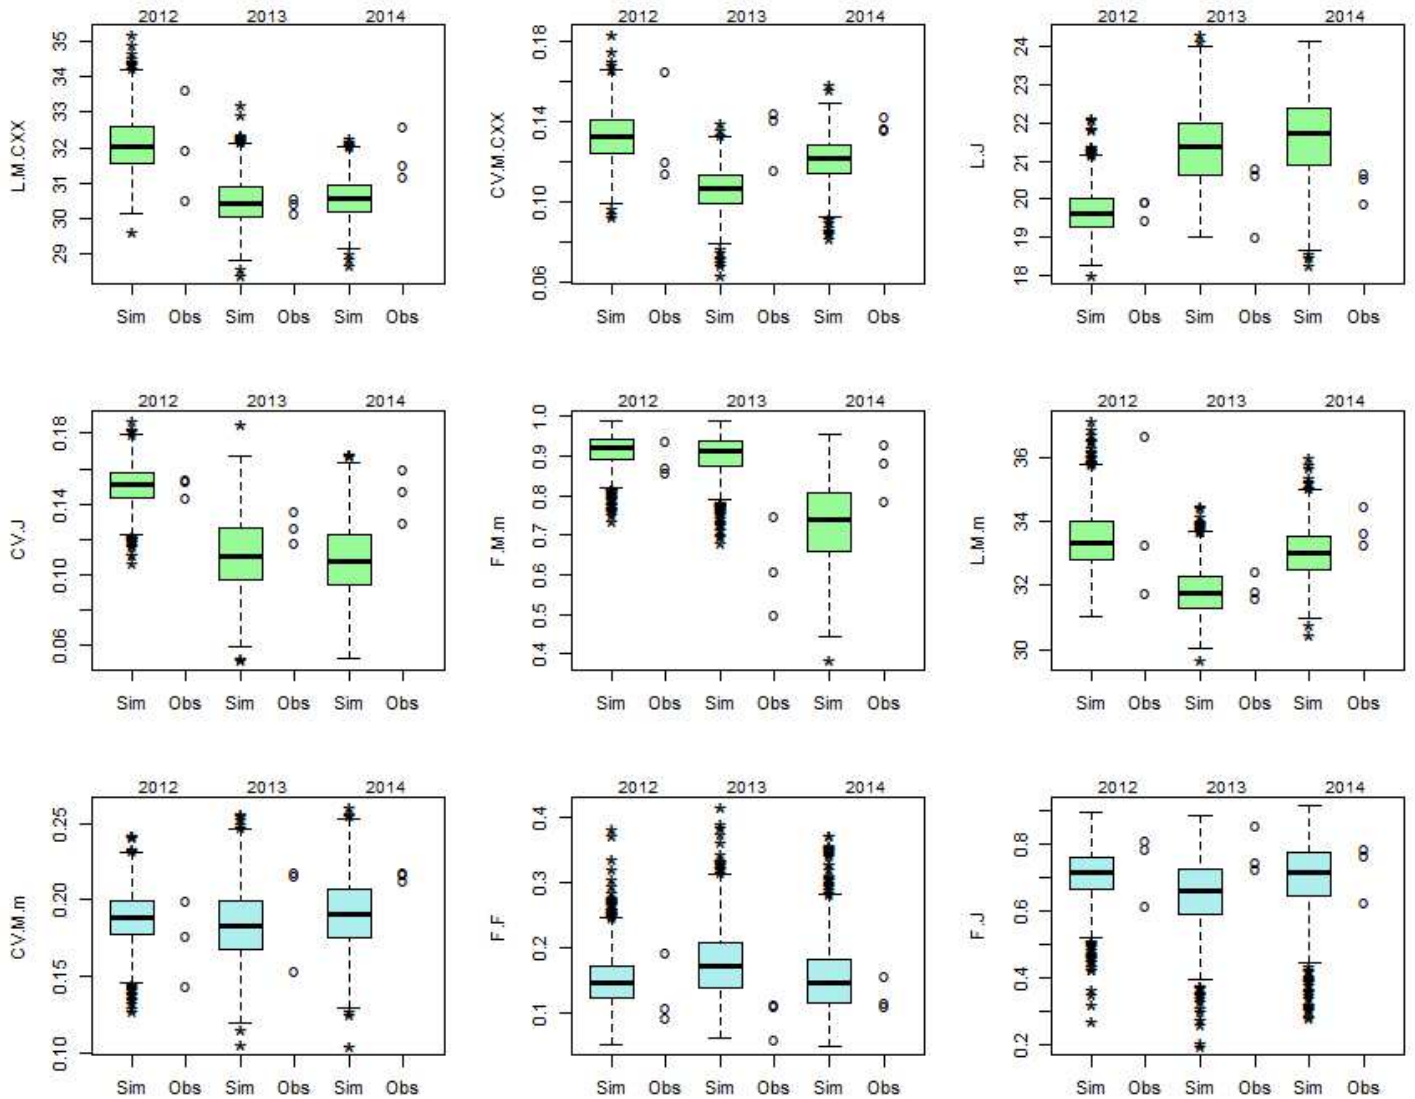 2012 2013 2014
L.M.CXX
35
34
33
32
31
30
29
Sim Obs Sim Obs Sim Obs
2012 2013 2014
CV.M.CXX
0.18
0.14
0.10
0.06
Sim Obs Sim Obs Sim Obs
2012 2013 2014
L.J
24
23
22
21
20
19
18
Sim Obs Sim Obs Sim Obs
2012 2013 2014
CV.J
0.18
0.14
0.10
0.06
Sim Obs Sim Obs Sim Obs
2012 2013 2014
F.M.m
1.0
0.9
0.8
0.7
0.6
0.5
0.4
Sim Obs Sim Obs Sim Obs
2012 2013 2014
L.M.m
36
34
32
30
Sim Obs Sim Obs Sim Obs
2012 2013 2014
CV.M.m
0.25
0.20
0.15
0.10
Sim Obs Sim Obs Sim Obs
2012 2013 2014
F.F
0.4
0.3
0.2
0.1
Sim Obs Sim Obs Sim Obs
2012 2013 2014
F.J
0.8
0.6
0.4
0.2
Sim Obs Sim Obs Sim Obs